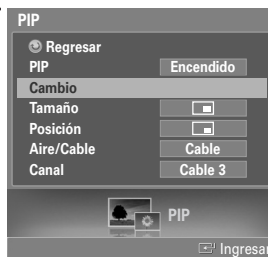 PIP
Regresar
PIP Encendido
Cambio
Tamaño
Posición
Aire/Cable Cable
Canal Cable 3
PIP
Ingresar